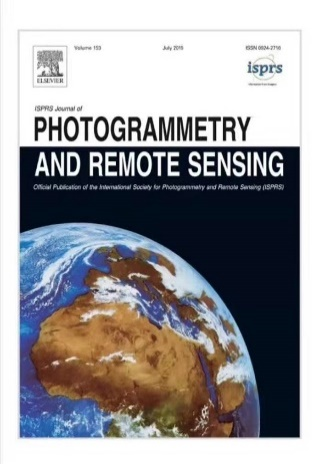 ELSEVIER
Volume 153
July 2019
ISSN 0924-2716
isprs
ISPRS Journal of
PHOTOGRAMMETRY
AND REMOTE SENSING
Official Publication of the International Society for Photogrammetry and Remote Sensing (ISPRS)